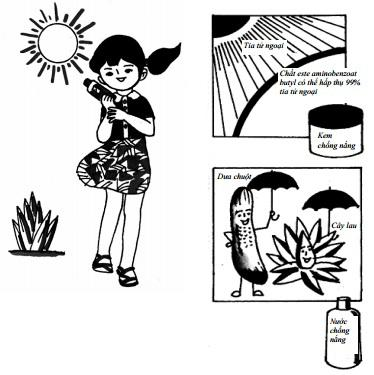 Tia tử ngoại
Chất este aminobenzoat
butyl có thể hấp thụ 99%
tia tử ngoại
Kem
chống nắng
Dưa chuột
Cây lau
Nước
chống
nắng